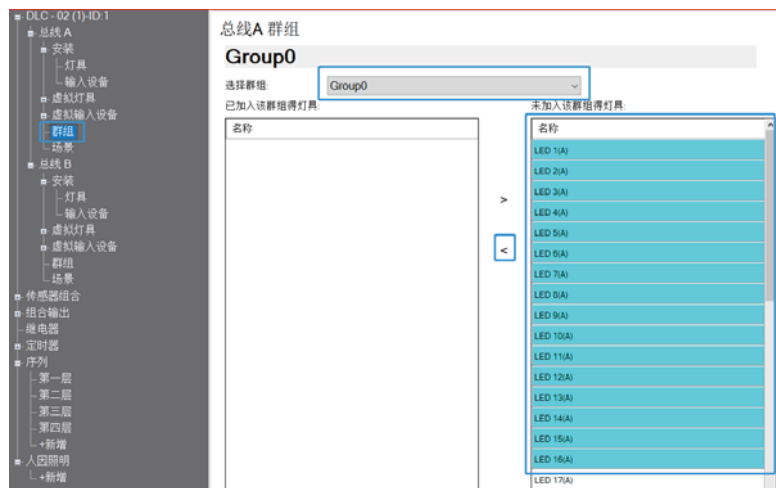 DLC - 02 (1)-ID:1
总线 A
安装
灯具
输入设备
虚拟灯具
虚拟输入设备
群组
场景
总线 B
安装
灯具
输入设备
虚拟灯具
虚拟输入设备
群组
场景
传感器组合
组合输出
继电器
定时器
序列
第一层
第二层
第三层
第四层
+新增
人因照明
+新增
总线A 群组
Group0
选择群组:
Group0
已加入该群组得灯具:
名称
>
<
未加入该群组得灯具:
名称
LED 1(A)
LED 2(A)
LED 3(A)
LED 4(A)
LED 5(A)
LED 6(A)
LED 7(A)
LED 8(A)
LED 9(A)
LED 10(A)
LED 11(A)
LED 12(A)
LED 13(A)
LED 14(A)
LED 15(A)
LED 16(A)
LED 17(A)